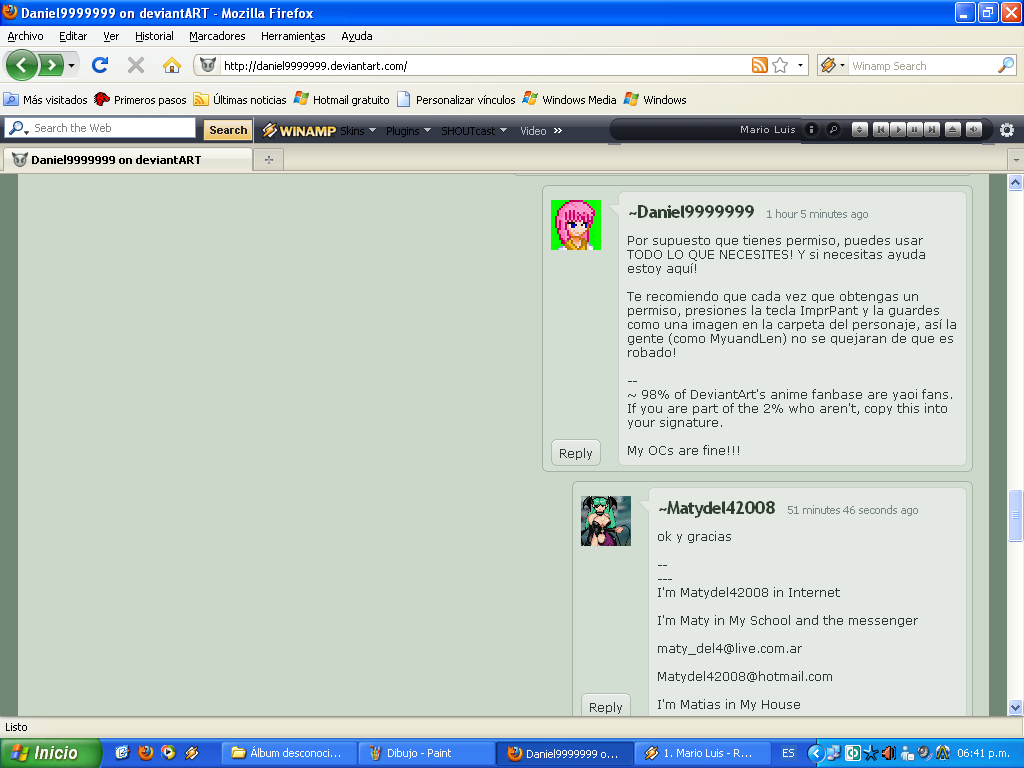 Daniel9999999 on deviantART - Mozilla Firefox
Archivo Editar Ver Historial Marcadores Herramientas Ayuda
http://daniel9999999.deviantart.com/
Winamp Search
Más visitados Primeros pasos Últimas noticias Hotmail gratuito Personalizar vínculos Windows Media Windows
Search the Web Search WINAMP Skins Plugins SHOUTcast Video » Mario Luis
Daniel9999999 on deviantART
~Daniel9999999 1 hour 5 minutes ago
Por supuesto que tienes permiso, puedes usar
TODO LO QUE NECESITES! Y si necesitas ayuda
estoy aquí!
Te recomiendo que cada vez que obtengas un
permiso, presiones la tecla ImprPant y la guardes
como una imagen en la carpeta del personaje, así la
gente (como MyuandLen) no se quejaran de que es
robado!
--
~ 98% of DeviantArt's anime fanbase are yaoi fans.
If you are part of the 2% who aren't, copy this into
your signature.
My OCs are fine!!!
Reply
~Matydel42008 51 minutes 46 seconds ago
ok y gracias
--
---
I'm Matydel42008 in Internet
I'm Maty in My School and the messenger
maty_del4@live.com.ar
Matydel42008@hotmail.com
I'm Matias in My House
Reply
Listo
Inicio Álbum desconoci... Dibujo - Paint Daniel9999999 o... 1. Mario Luis - R... ES 06:41 p.m.